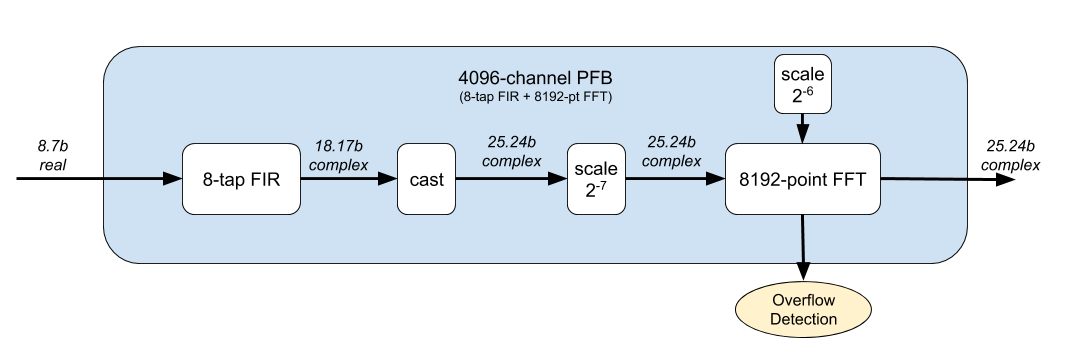 4096-channel PFB
(8-tap FIR + 8192-pt FFT)
scale
2⁻⁶
8.7b
real
8-tap FIR
18.17b
complex
cast
25.24b
complex
scale
2⁻⁷
25.24b
complex
8192-point FFT
25.24b
complex
Overflow
Detection